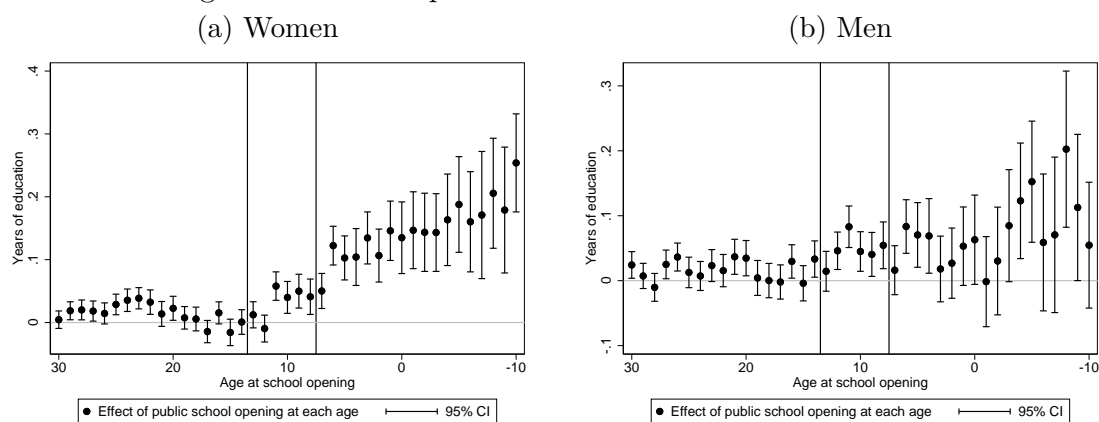 (a) Women
(b) Men
Years of education
.4
.3
.2
.1
0
30
20
10
0
-10
Age at school opening
Effect of public school opening at each age
95% CI
Years of education
.3
.2
.1
0
-.1
30
20
10
0
-10
Age at school opening
Effect of public school opening at each age
95% CI